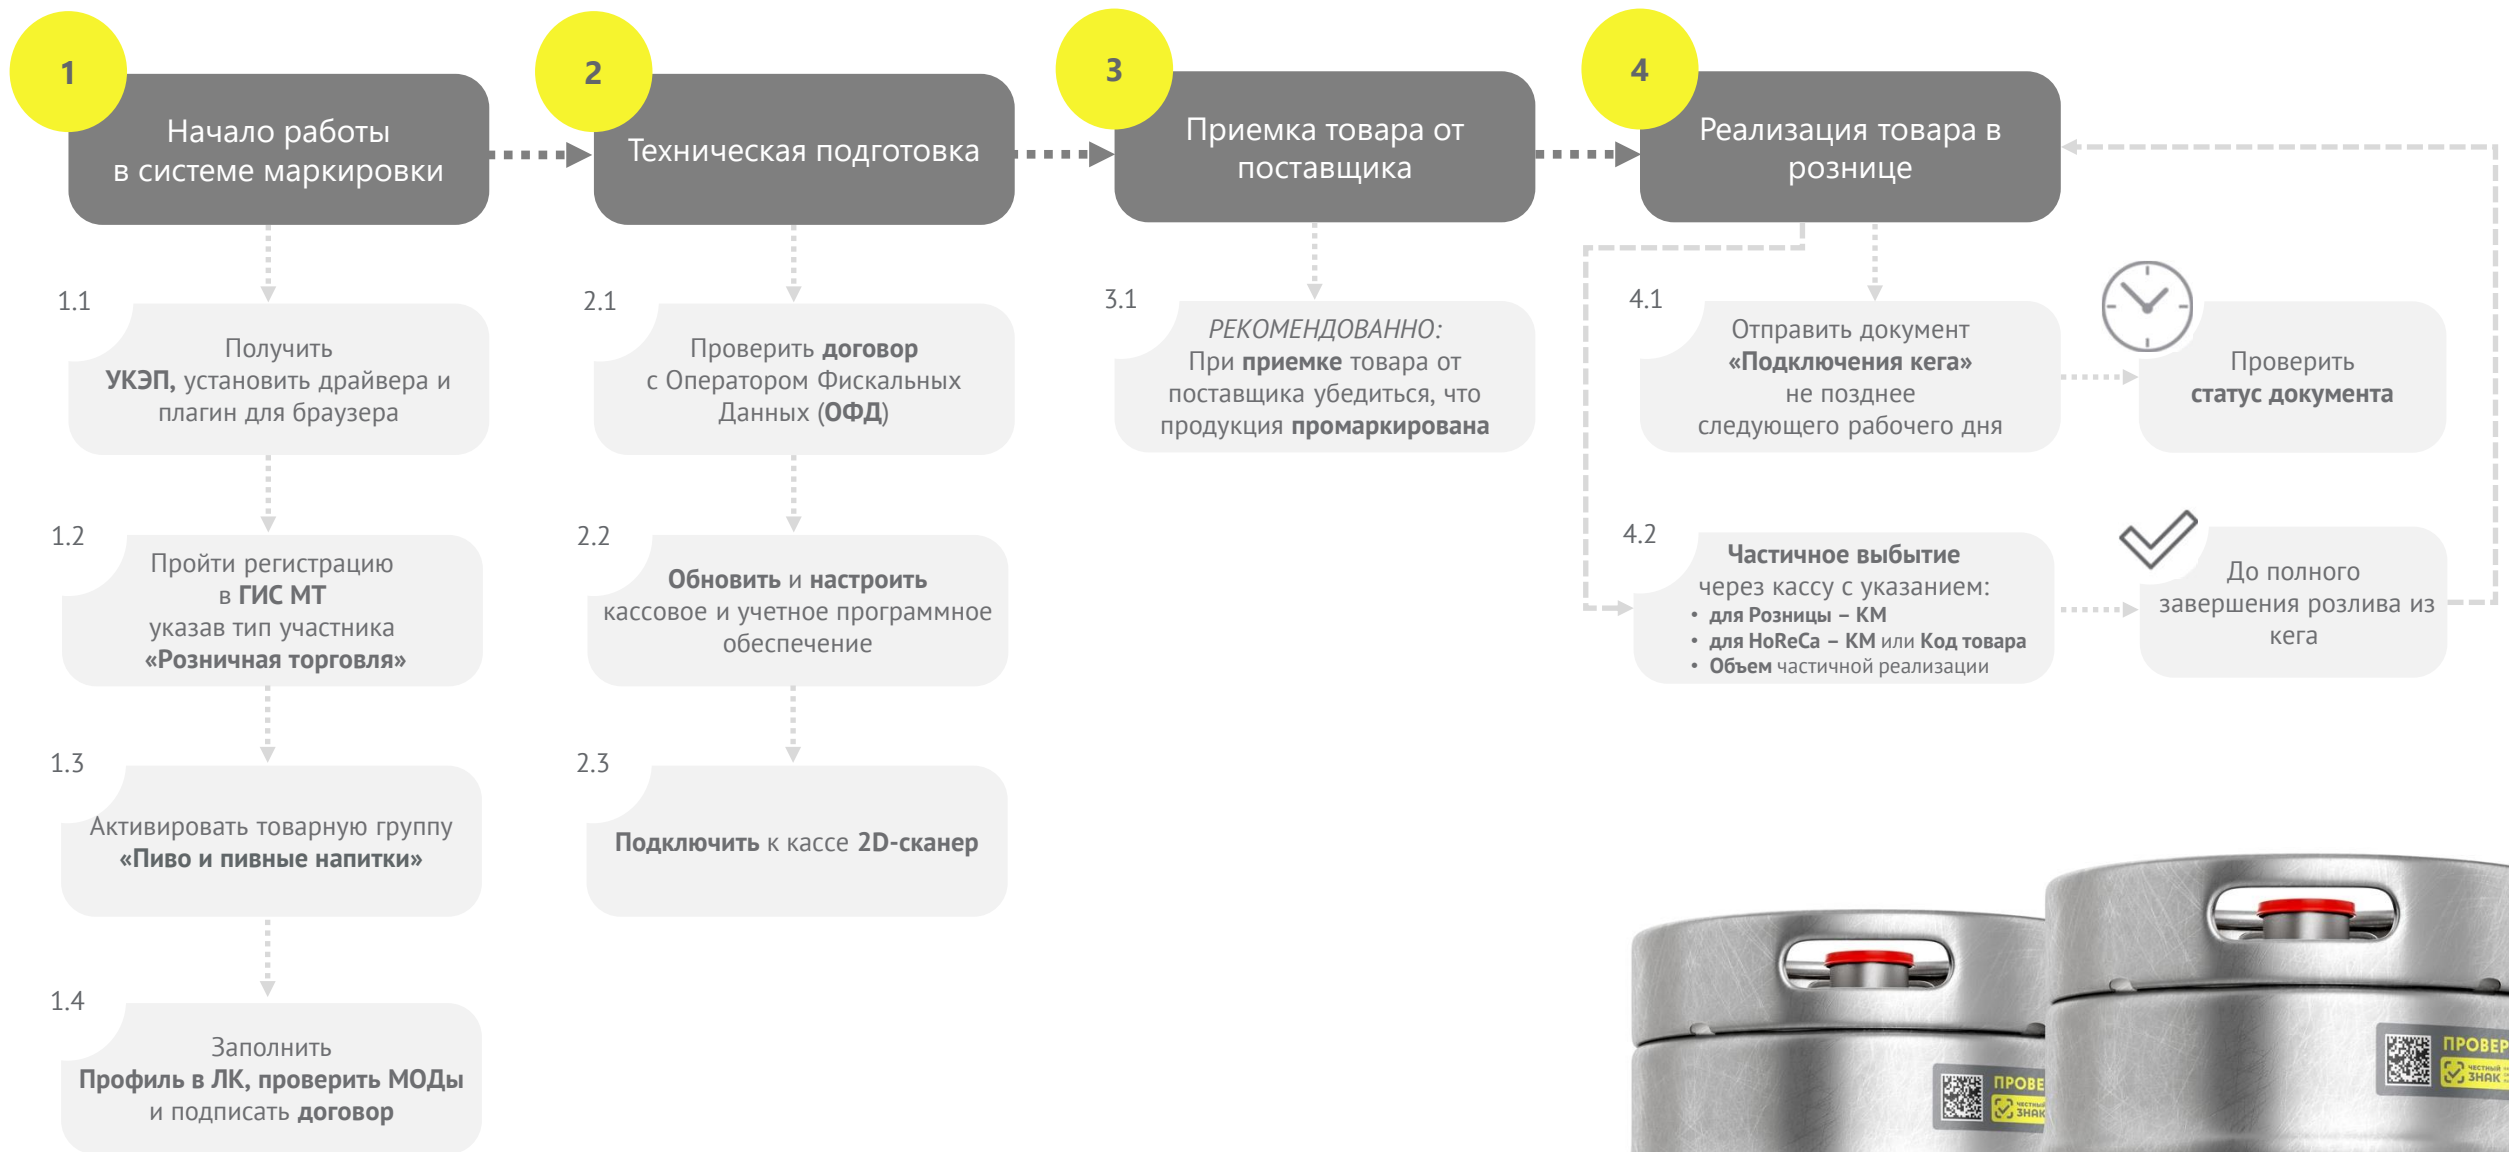 1
Начало работы
в системе маркировки
1.1
Получить
УКЭП, установить драйвера и
плагин для браузера
1.2
Пройти регистрацию
в ГИС МТ
указав тип участника
«Розничная торговля»
1.3
Активировать товарную группу
«Пиво и пивные напитки»
1.4
Заполнить
Профиль в ЛК, проверить МОДы
и подписать договор
2
Техническая подготовка
2.1
Проверить договор
с Оператором Фискальных
Данных (ОФД)
2.2
Обновить и настроить
кассовое и учетное программное
обеспечение
2.3
Подключить к кассе 2D-сканер
3
Приемка товара от
поставщика
3.1
РЕКОМЕНДОВАННО:
При приемке товара от
поставщика убедиться, что
продукция промаркирована
4
Реализация товара в
рознице
4.1
Отправить документ
«Подключения кега»
не позднее
следующего рабочего дня
Проверить
статус документа
4.2
Частичное выбытие
через кассу с указанием:
• для Розницы – КМ
• для HoReCa – КМ или Код товара
• Объем частичной реализации
До полного
завершения розлива из
кега
ПРОВЕ
ЧЕСТНЫЙ
ЗНАК
ПРОВЕР
ЧЕСТНЫЙ
ЗНАК